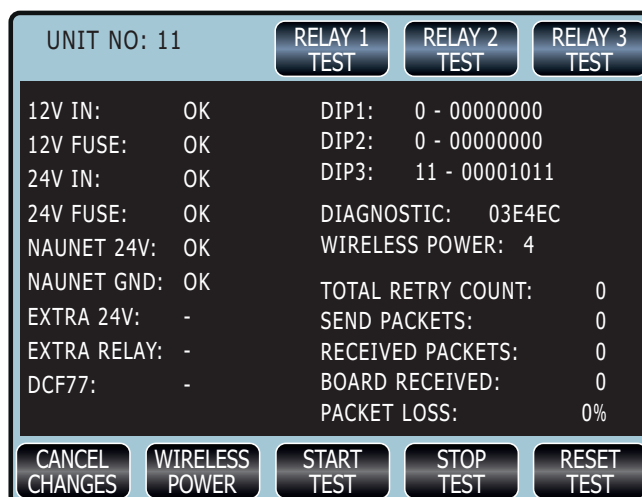 UNIT NO: 11
RELAY 1
TEST
RELAY 2
TEST
RELAY 3
TEST
12V IN: OK
12V FUSE: OK
24V IN: OK
24V FUSE: OK
NAUNET 24V: OK
NAUNET GND: OK
EXTRA 24V: -
EXTRA RELAY: -
DCF77: -
DIP1: 0 - 00000000
DIP2: 0 - 00000000
DIP3: 11 - 00001011
DIAGNOSTIC: 03E4EC
WIRELESS POWER: 4
TOTAL RETRY COUNT: 0
SEND PACKETS: 0
RECEIVED PACKETS: 0
BOARD RECEIVED: 0
PACKET LOSS: 0%
CANCEL
CHANGES
WIRELESS
POWER
START
TEST
STOP
TEST
RESET
TEST